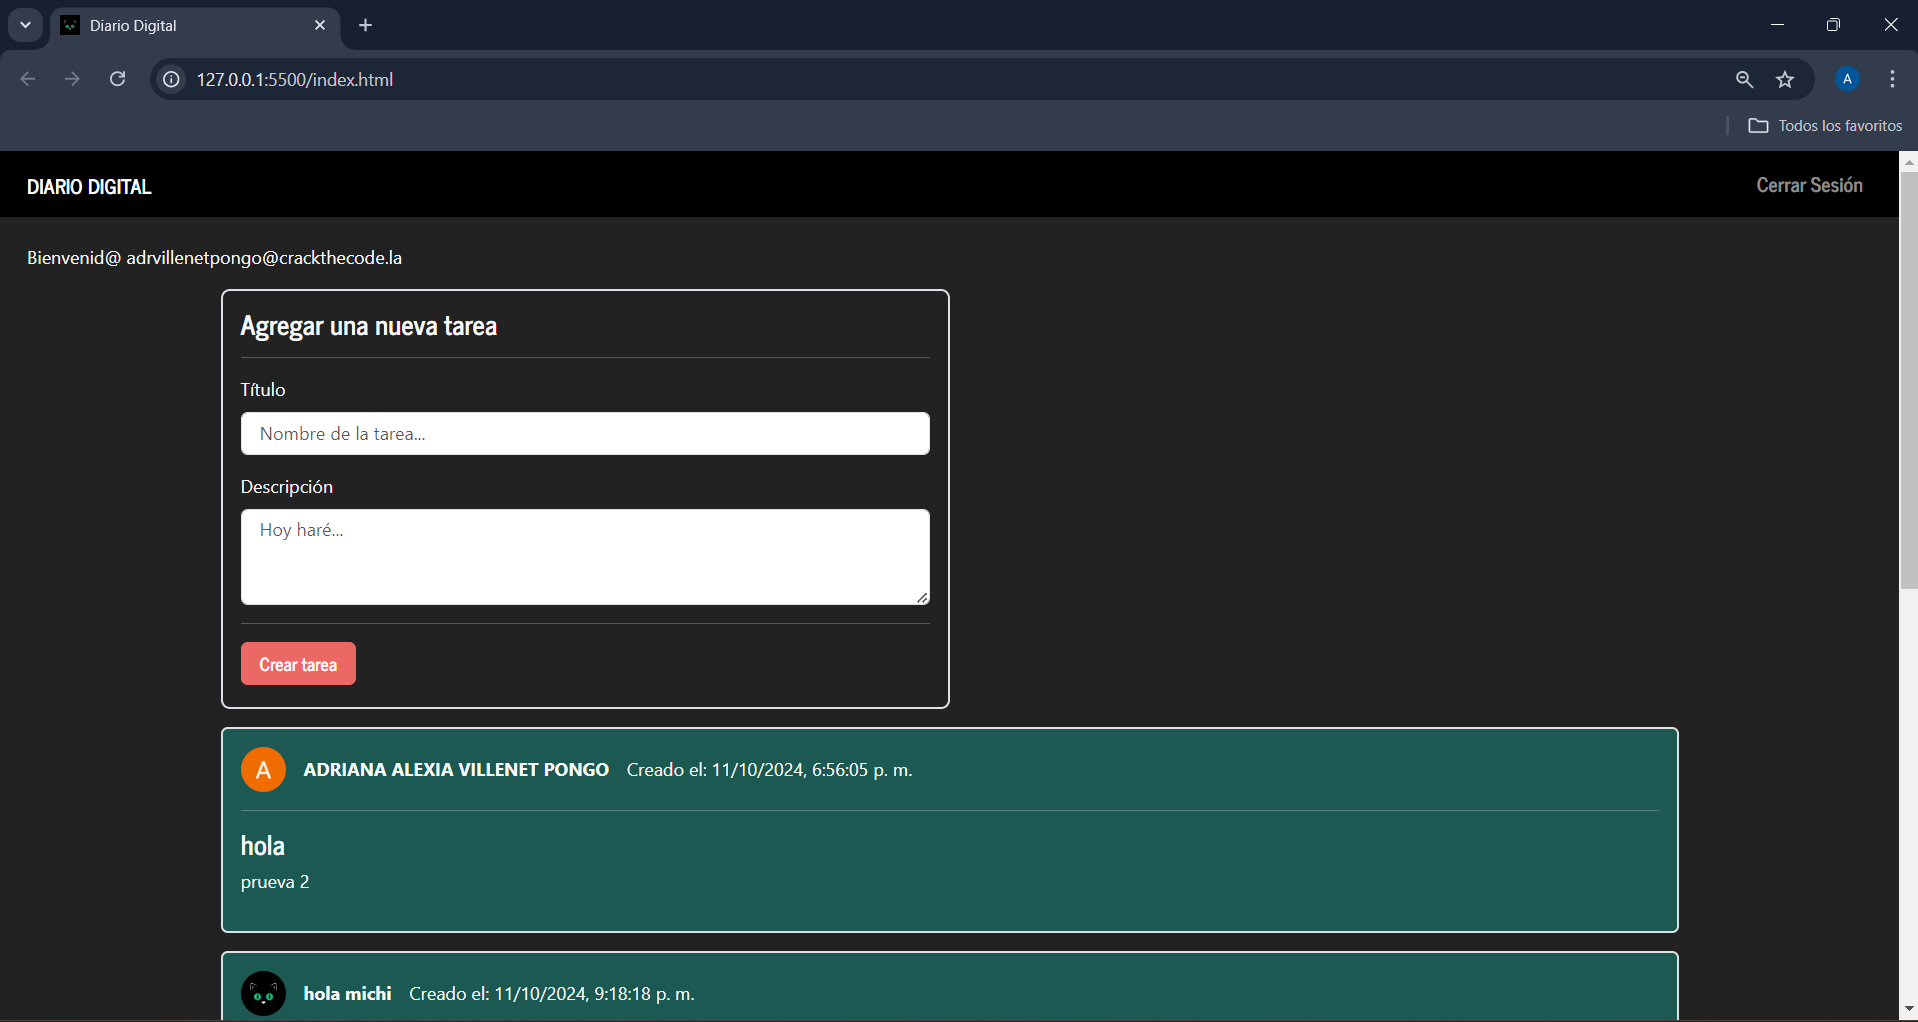 Diario Digital
127.0.0.1:5500/index.html
A
Todos los favoritos
DIARIO DIGITAL
Cerrar Sesión
Bienvenid@ adrvillenetpongo@crackthecode.la
Agregar una nueva tarea
Título
Nombre de la tarea...
Descripción
Hoy haré...
Crear tarea
A ADRIANA ALEXIA VILLENET PONGO Creado el: 11/10/2024, 6:56:05 p. m.
hola
prueva 2
hola michi Creado el: 11/10/2024, 9:18:18 p. m.